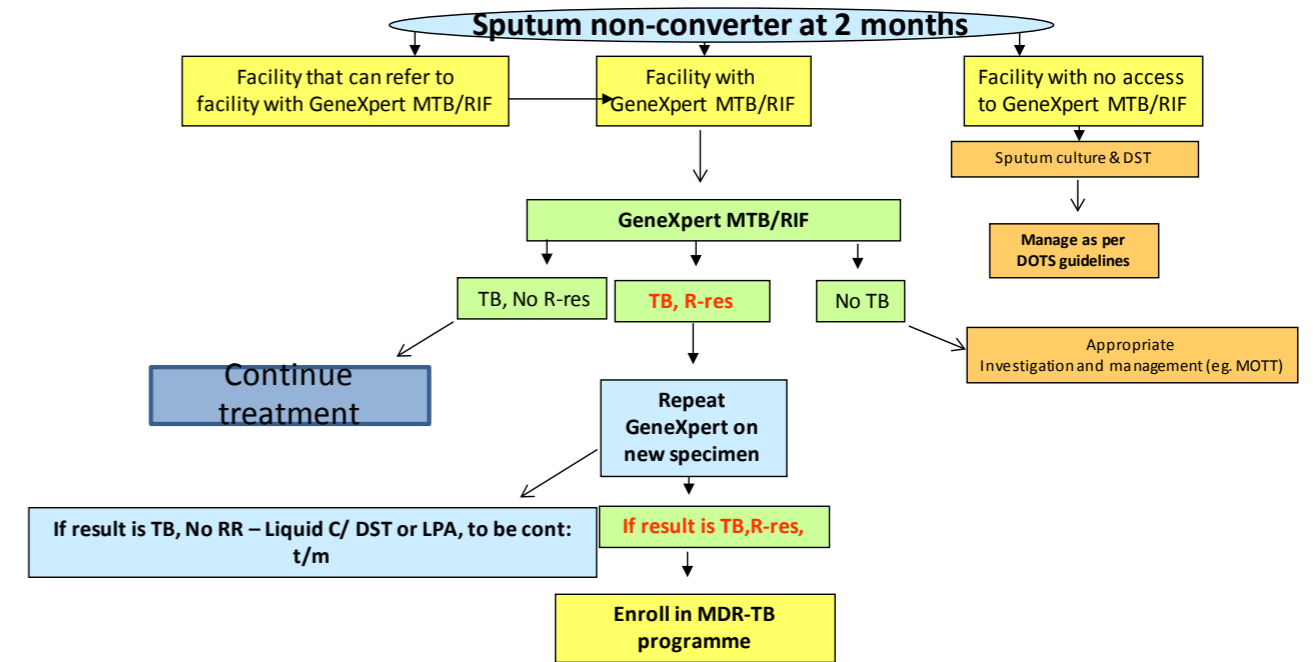 Sputum non-converter at 2 months
Facility that can refer to
facility with GeneXpert MTB/RIF
Facility with
GeneXpert MTB/RIF
Facility with no access
to GeneXpert MTB/RIF
Sputum culture & DST
Manage as per
DOTS guidelines
GeneXpert MTB/RIF
TB, No R-res
TB, R-res
No TB
Appropriate
Investigation and management (eg. MOTT)
Continue
treatment
Repeat
GeneXpert on
new specimen
If result is TB, No RR – Liquid C/ DST or LPA, to be cont:
t/m
If result is TB,R-res,
Enroll in MDR-TB
programme